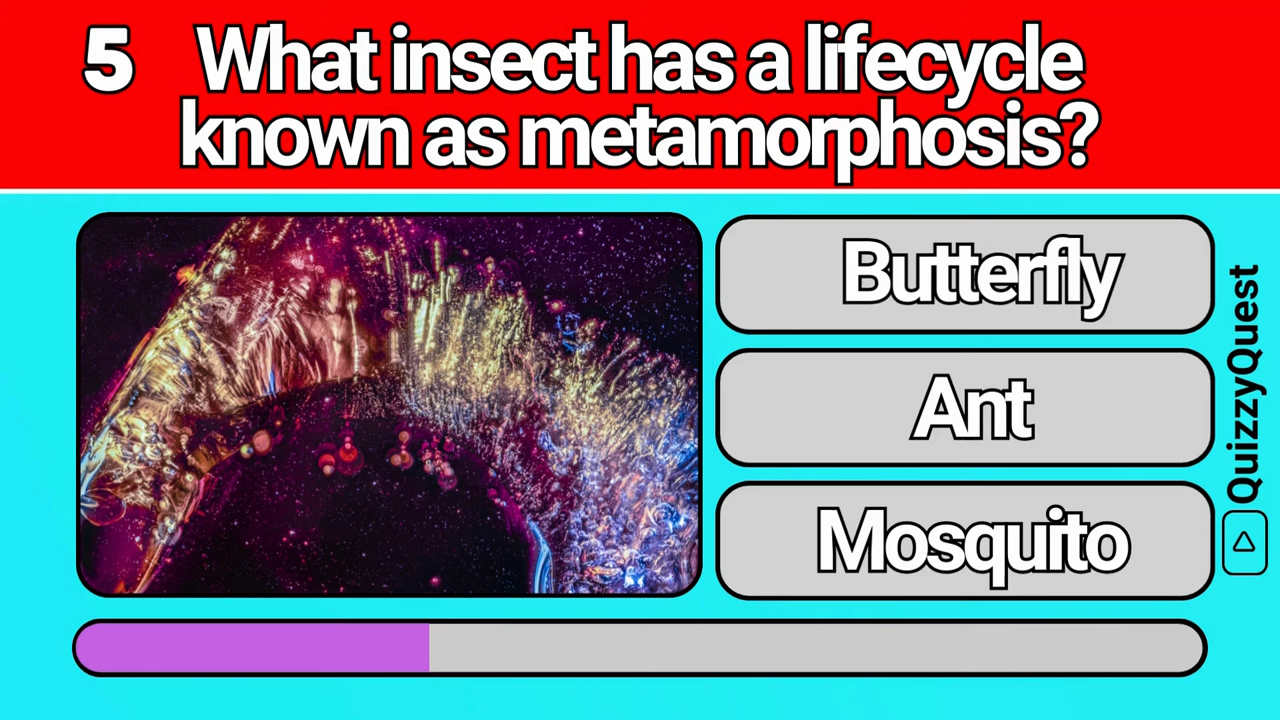 5 What insect has a lifecycle
known as metamorphosis?
Butterfly
Ant
Mosquito
QuizzyQuest